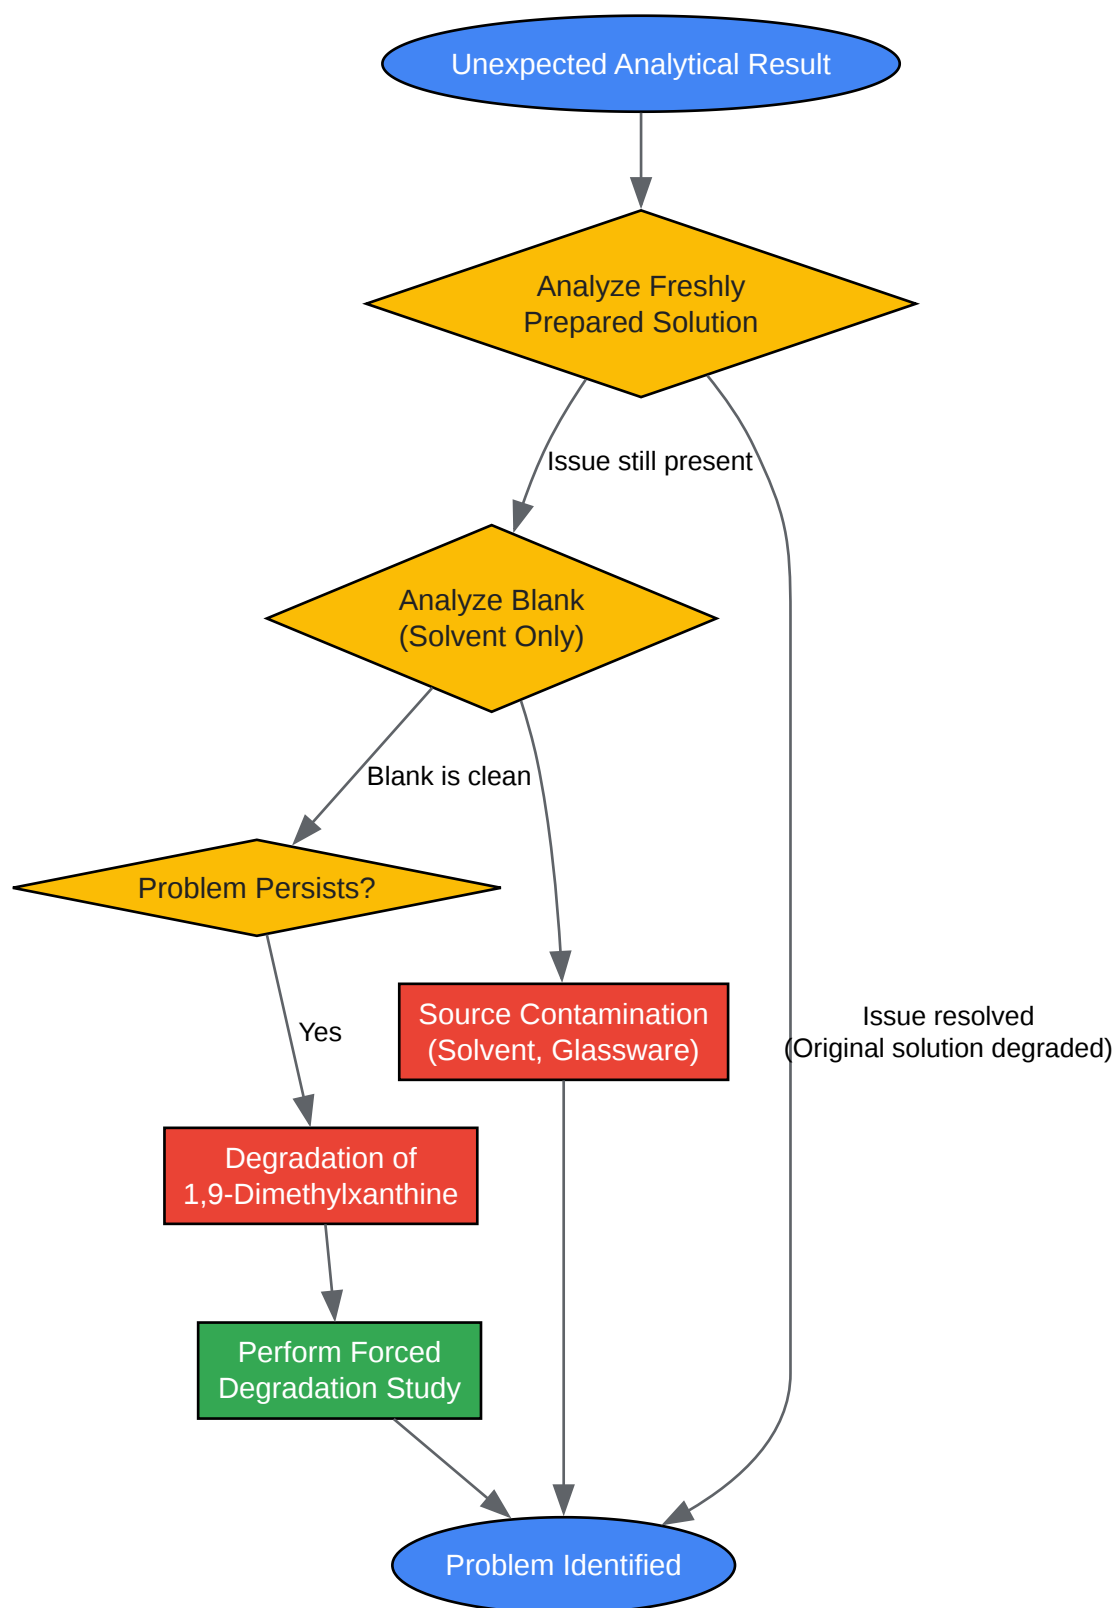 Unexpected Analytical Result
Analyze Freshly
Prepared Solution
Issue still present
Analyze Blank
(Solvent Only)
Blank is clean
Problem Persists?
Source Contamination
(Solvent, Glassware)
Issue resolved
(Original solution degraded)
Yes
Degradation of
1,9-Dimethylxanthine
Perform Forced
Degradation Study
Problem Identified